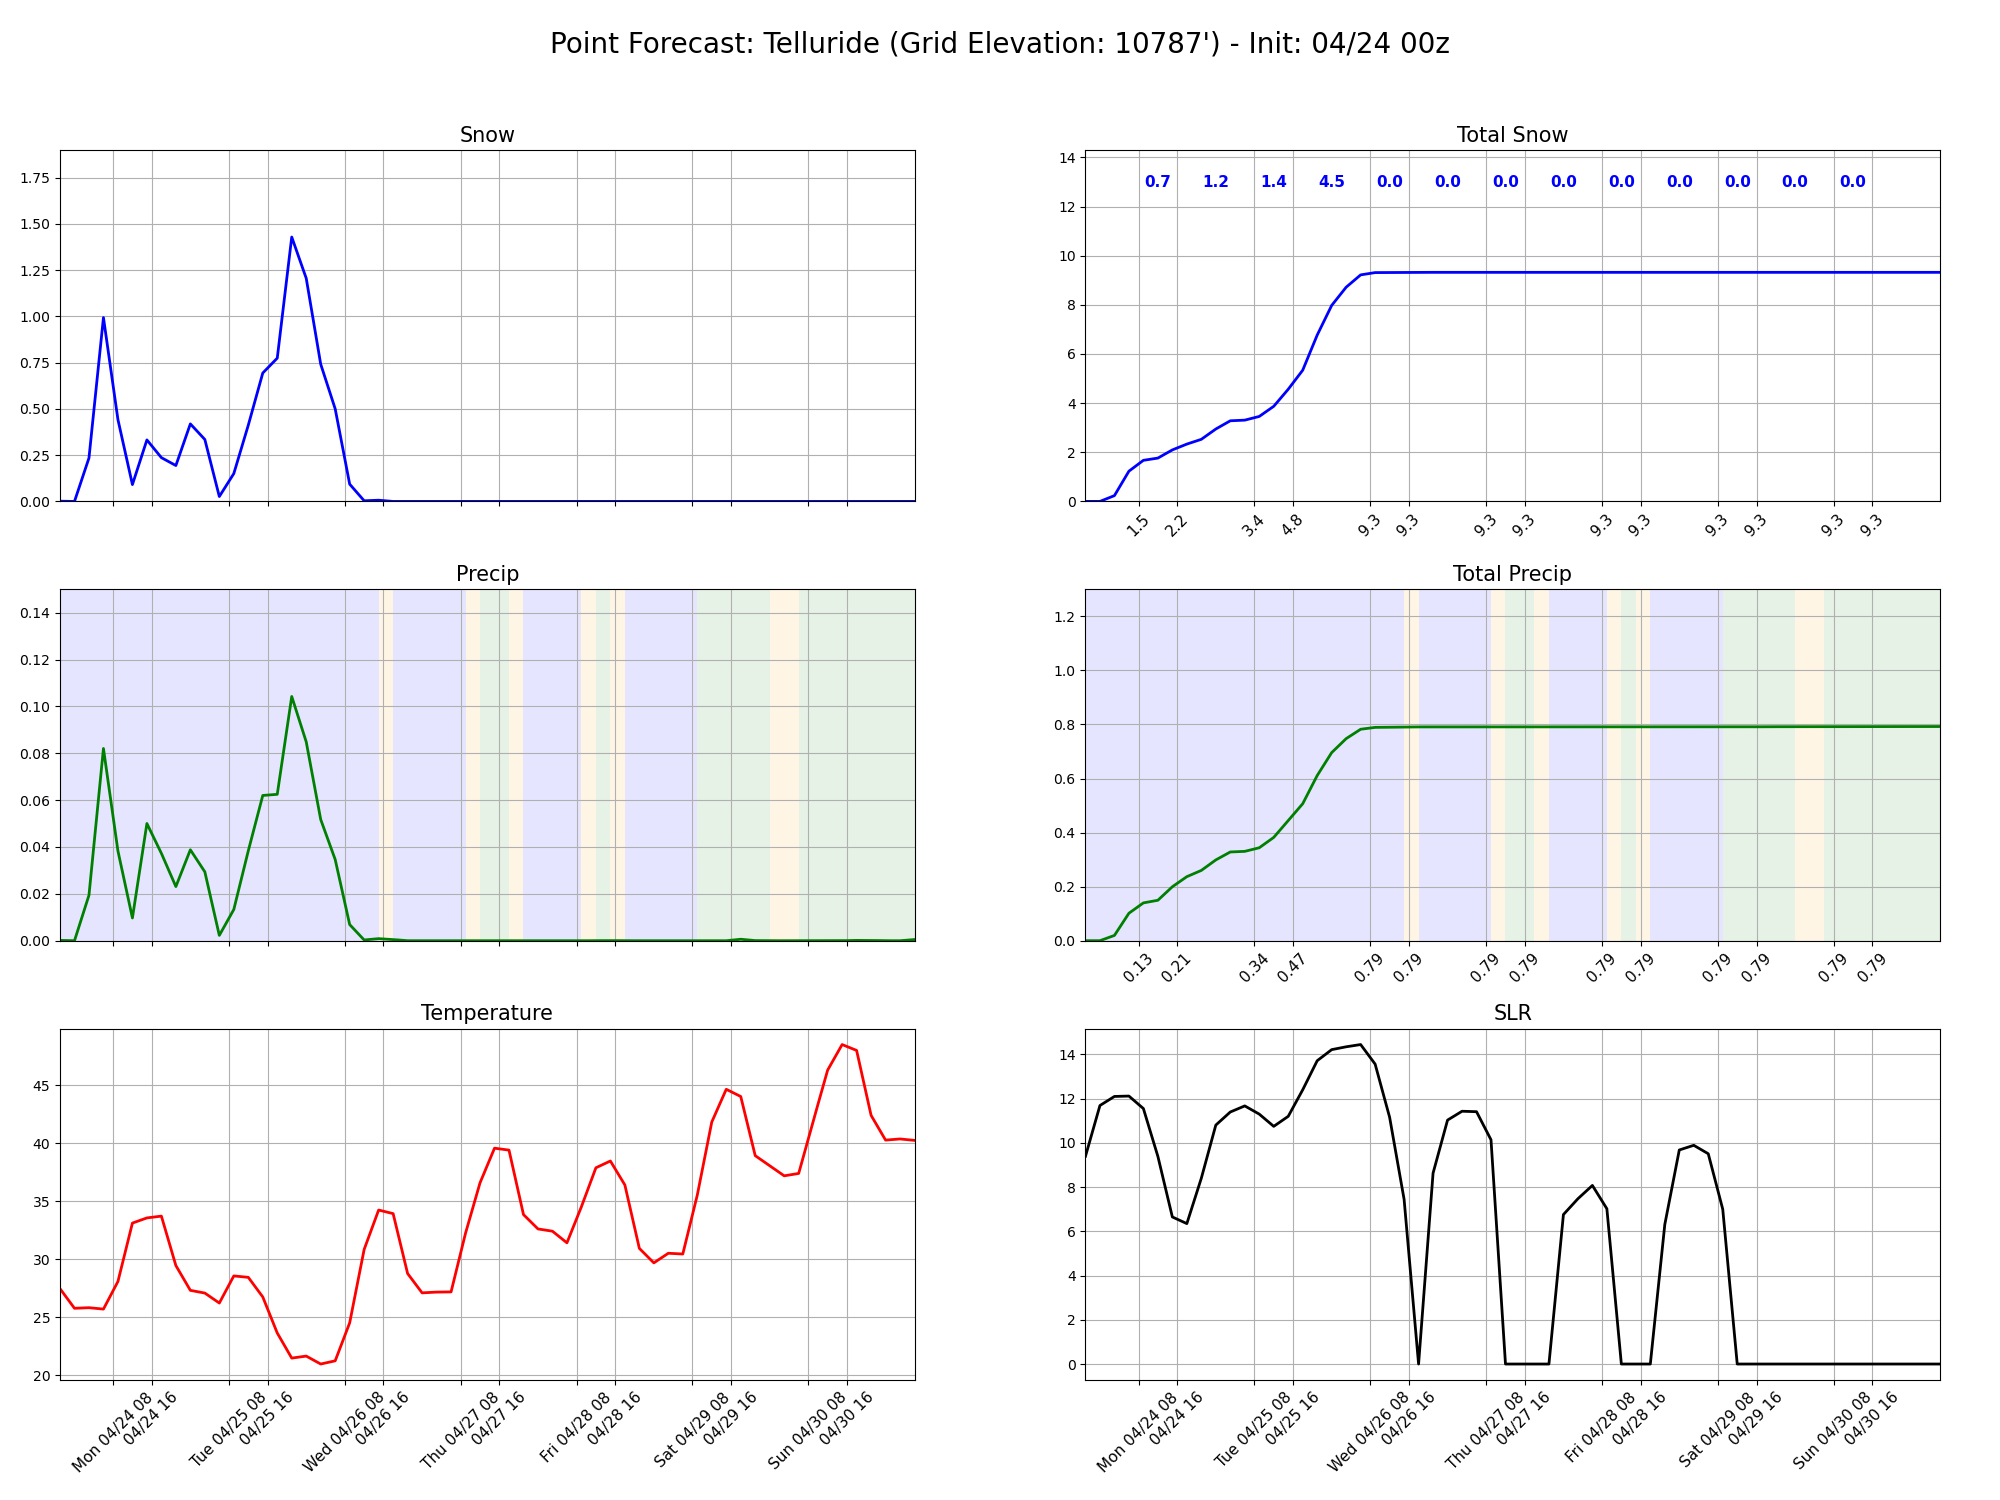 Point Forecast: Telluride (Grid Elevation: 10787') - Init: 04/24 00z
Snow
1.75
1.50
1.25
1.00
0.75
0.50
0.25
0.00
Total Snow
14
12
10
8
6
4
2
0
0.7 1.2 1.4 4.5 0.0 0.0 0.0 0.0 0.0 0.0 0.0 0.0 0.0
1.5 2.2 3.4 4.8 9.3 9.3 9.3 9.3 9.3 9.3 9.3 9.3 9.3 9.3
Precip
0.14
0.12
0.10
0.08
0.06
0.04
0.02
0.00
Total Precip
1.2
1.0
0.8
0.6
0.4
0.2
0.0
0.13 0.21 0.34 0.47 0.79 0.79 0.79 0.79 0.79 0.79 0.79 0.79 0.79 0.79
Temperature
45
40
35
30
25
20
Mon 04/24 08
04/24 16
Tue 04/25 08
04/25 16
Wed 04/26 08
04/26 16
Thu 04/27 08
04/27 16
Fri 04/28 08
04/28 16
Sat 04/29 08
04/29 16
Sun 04/30 08
04/30 16
SLR
14
12
10
8
6
4
2
0
Mon 04/24 08
04/24 16
Tue 04/25 08
04/25 16
Wed 04/26 08
04/26 16
Thu 04/27 08
04/27 16
Fri 04/28 08
04/28 16
Sat 04/29 08
04/29 16
Sun 04/30 08
04/30 16